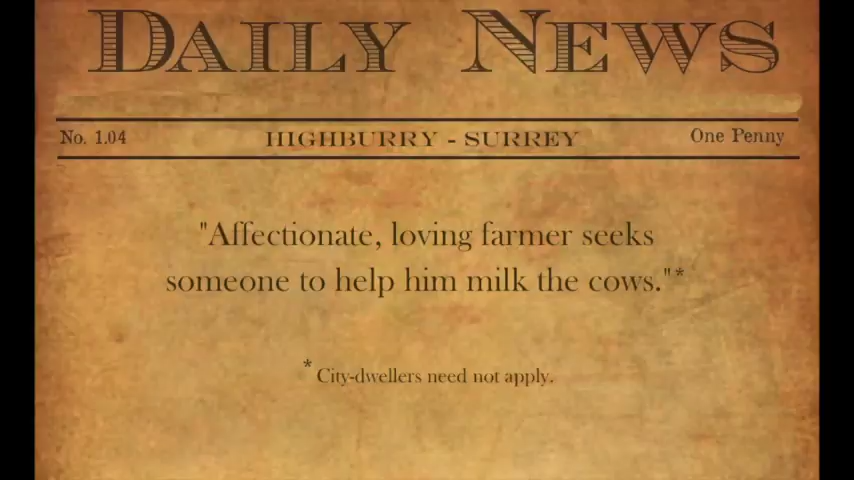 DAILY NEWS
No. 1.04 HIGHBURRY - SURREY One Penny
"Affectionate, loving farmer seeks
someone to help him milk the cows."*
* City-dwellers need not apply.